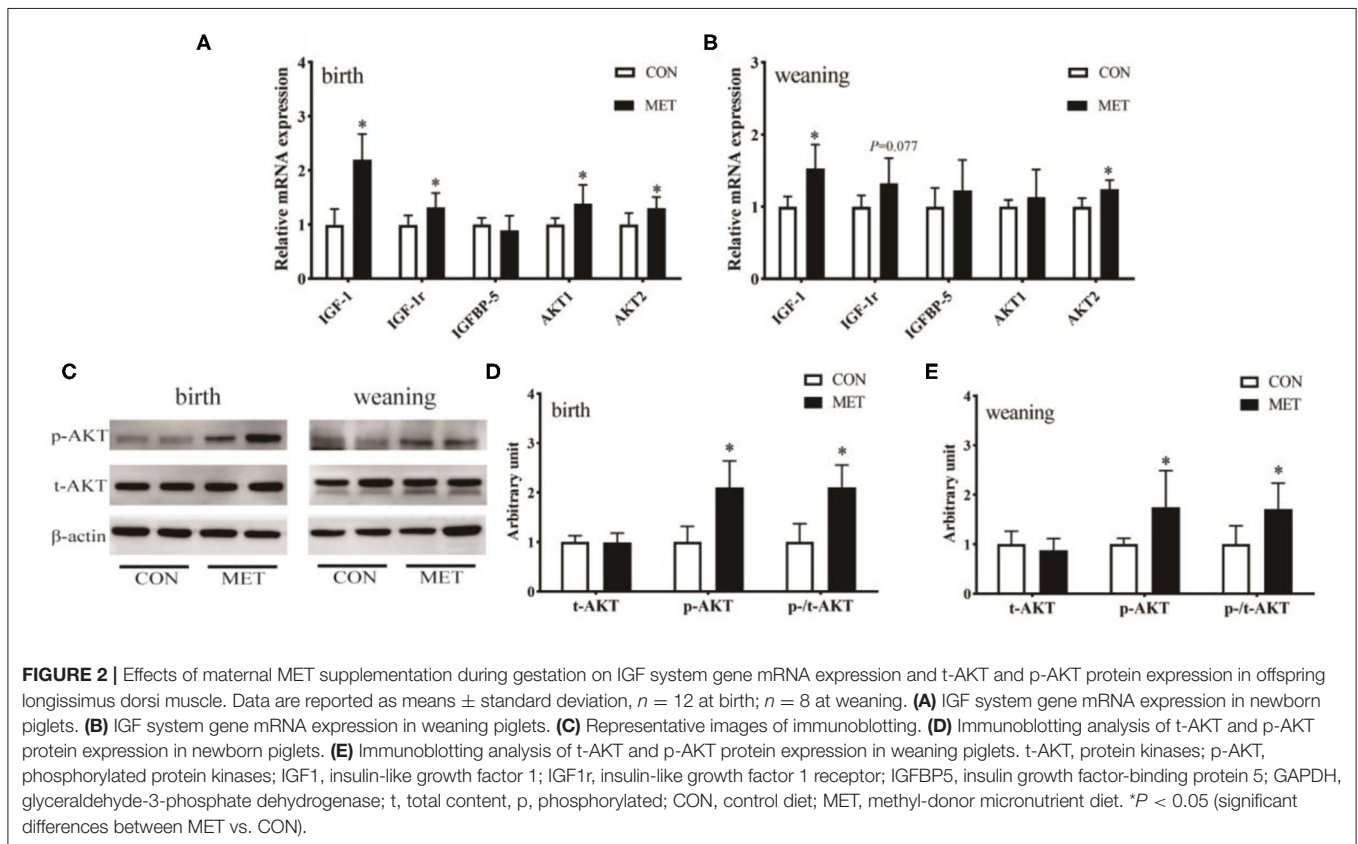 A
birth
CON
MET
Relative mRNA expression
4
3
2
1
0
*
*
*
*
IGF-1
IGF-1r
IGFBP-5
AKT1
AKT2
B
weaning
CON
MET
Relative mRNA expression
3
2
1
0
*
P=0.077
*
IGF-1
IGF-1r
IGFBP-5
AKT1
AKT2
C
birth
weaning
p-AKT
t-AKT
β-actin
CON
MET
CON
MET
D
birth
CON
MET
Arbitrary unit
4
3
2
1
0
*
*
t-AKT
p-AKT
p-/t-AKT
E
weaning
CON
MET
Arbitrary unit
4
3
2
1
0
*
*
t-AKT
p-AKT
p-/t-AKT
FIGURE 2 | Effects of maternal MET supplementation during gestation on IGF system gene mRNA expression and t-AKT and p-AKT protein expression in offspring
longissimus dorsi muscle. Data are reported as means ± standard deviation, n = 12 at birth; n = 8 at weaning. (A) IGF system gene mRNA expression in newborn
piglets. (B) IGF system gene mRNA expression in weaning piglets. (C) Representative images of immunoblotting. (D) Immunoblotting analysis of t-AKT and p-AKT
protein expression in newborn piglets. (E) Immunoblotting analysis of t-AKT and p-AKT protein expression in weaning piglets. t-AKT, protein kinases; p-AKT,
phosphorylated protein kinases; IGF1, insulin-like growth factor 1; IGF1r, insulin-like growth factor 1 receptor; IGFBP5, insulin growth factor-binding protein 5; GAPDH,
glyceraldehyde-3-phosphate dehydrogenase; t, total content, p, phosphorylated; CON, control diet; MET, methyl-donor micronutrient diet. *P < 0.05 (significant
differences between MET vs. CON).